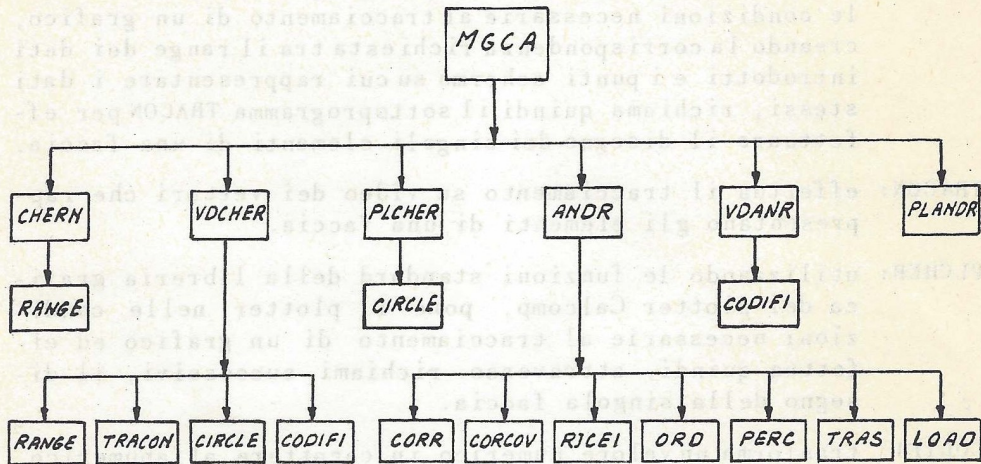 MGCA
CHERN VDCHER PLCHER ANDR VDANR PLANDR
RANGE CIRCLE CODIFI
RANGE TRACON CIRCLE CODIFI CORR CORCOV RJCEI ORD PERC TRAS LOAD